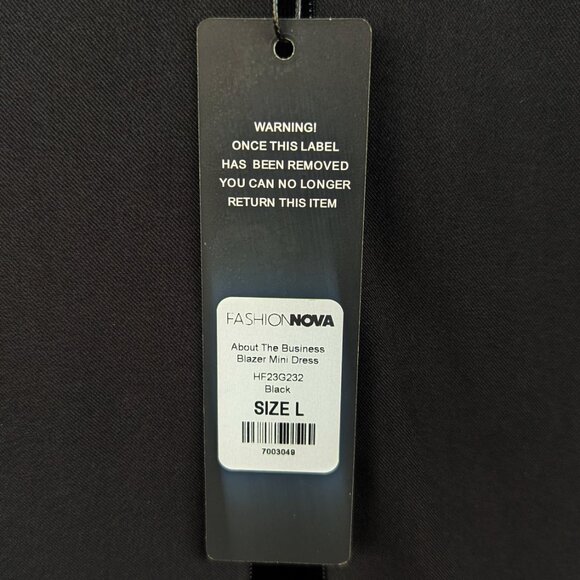 WARNING!
ONCE THIS LABEL
HAS BEEN REMOVED
YOU CAN NO LONGER
RETURN THIS ITEM
FASHIONNOVA
About The Business
Blazer Mini Dress
HF23G232
Black
SIZE L
7003049